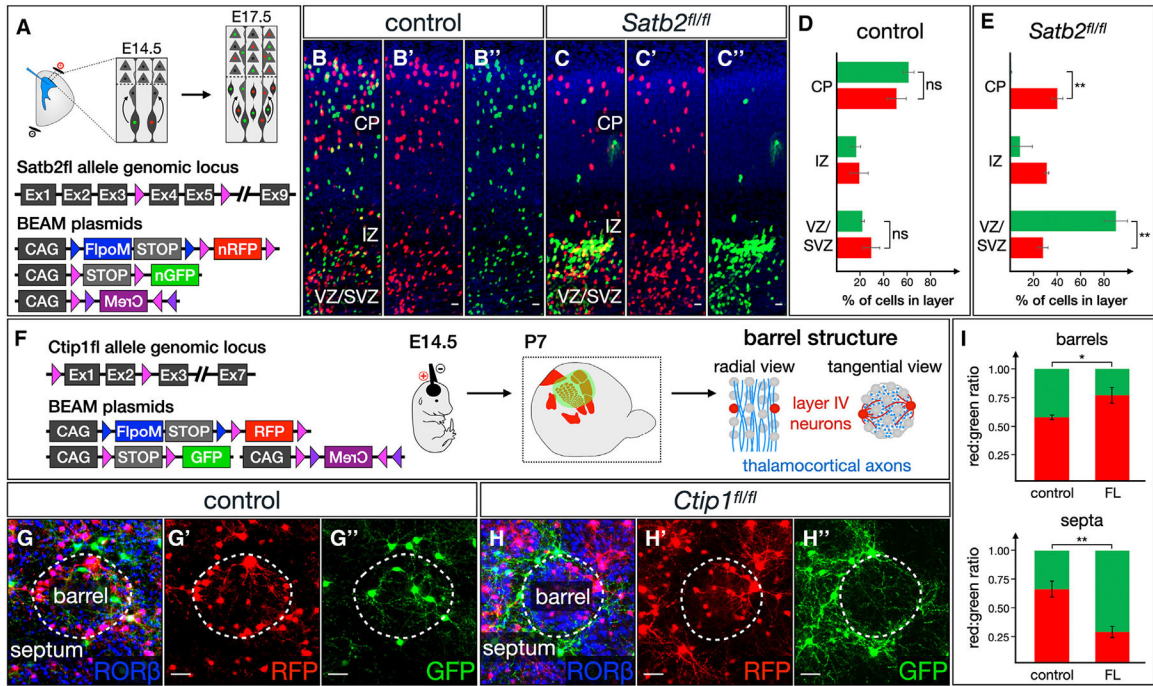 A
E14.5
E17.5
Satb2fl allele genomic locus
Ex1 Ex2 Ex3 Ex4 Ex5 Ex9
BEAM plasmids
CAG FlpoM STOP nRFP
CAG STOP nGFP
CAG CreM
control
Satb2fl/fl
B B' B'' C C' C''
CP
IZ
VZ/SVZ
IZ
VZ/SVZ
D control
CP
ns
IZ
VZ/
SVZ
ns
0 20 40 60 80
% of cells in layer
E Satb2fl/fl
CP
**
IZ
VZ/
SVZ
**
0 20 40 60 80
% of cells in layer
F
Ctip1fl allele genomic locus
Ex1 Ex2 Ex3 Ex7
BEAM plasmids
CAG FlpoM STOP RFP
CAG STOP GFP CAG CreM
E14.5
P7
barrel structure
radial view tangential view
layer IV
neurons
thalamocortical axons
control
Ctip1fl/fl
G
barrel
septum
RORβ
G'
RFP
G''
GFP
H
barrel
septum
RORβ
H'
RFP
H''
GFP
I barrels
*
1.00
0.75
0.50
0.25
red:green ratio
control FL
septa
**
1.00
0.75
0.50
0.25
red:green ratio
control FL